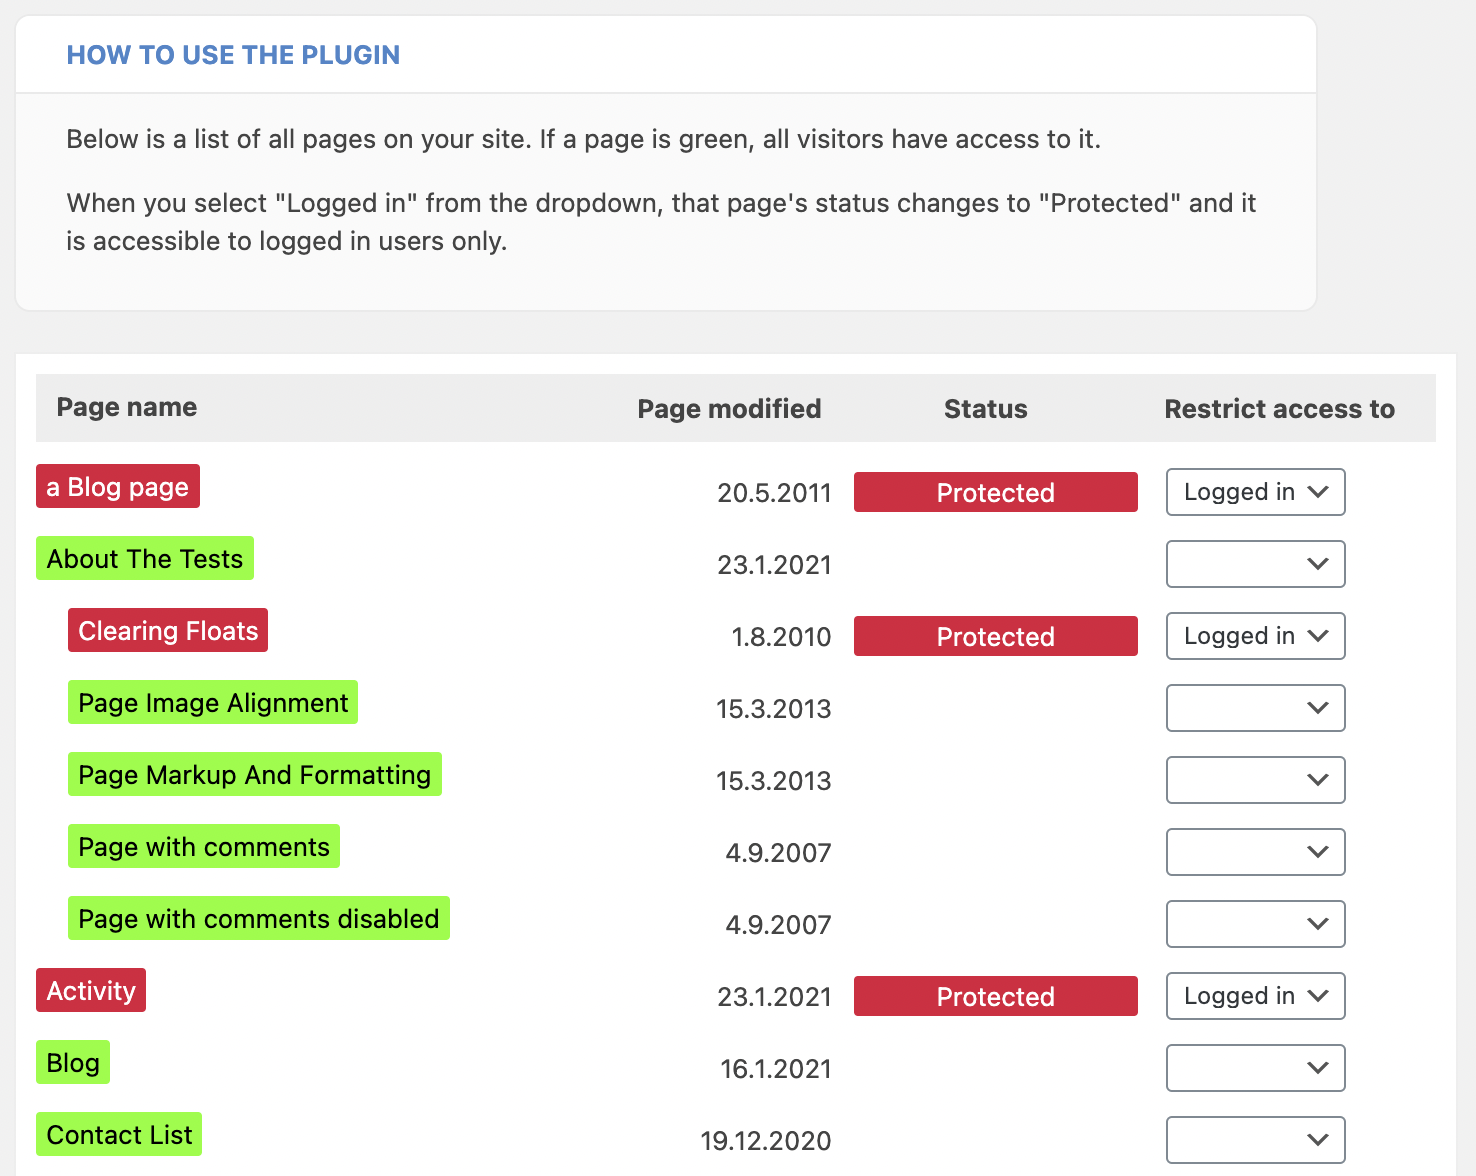 HOW TO USE THE PLUGIN
Below is a list of all pages on your site. If a page is green, all visitors have access to it.
When you select "Logged in" from the dropdown, that page's status changes to "Protected" and it
is accessible to logged in users only.
Page name Page modified Status Restrict access to
a Blog page 20.5.2011 Protected Logged in
About The Tests 23.1.2021
Clearing Floats 1.8.2010 Protected Logged in
Page Image Alignment 15.3.2013
Page Markup And Formatting 15.3.2013
Page with comments 4.9.2007
Page with comments disabled 4.9.2007
Activity 23.1.2021 Protected Logged in
Blog 16.1.2021
Contact List 19.12.2020